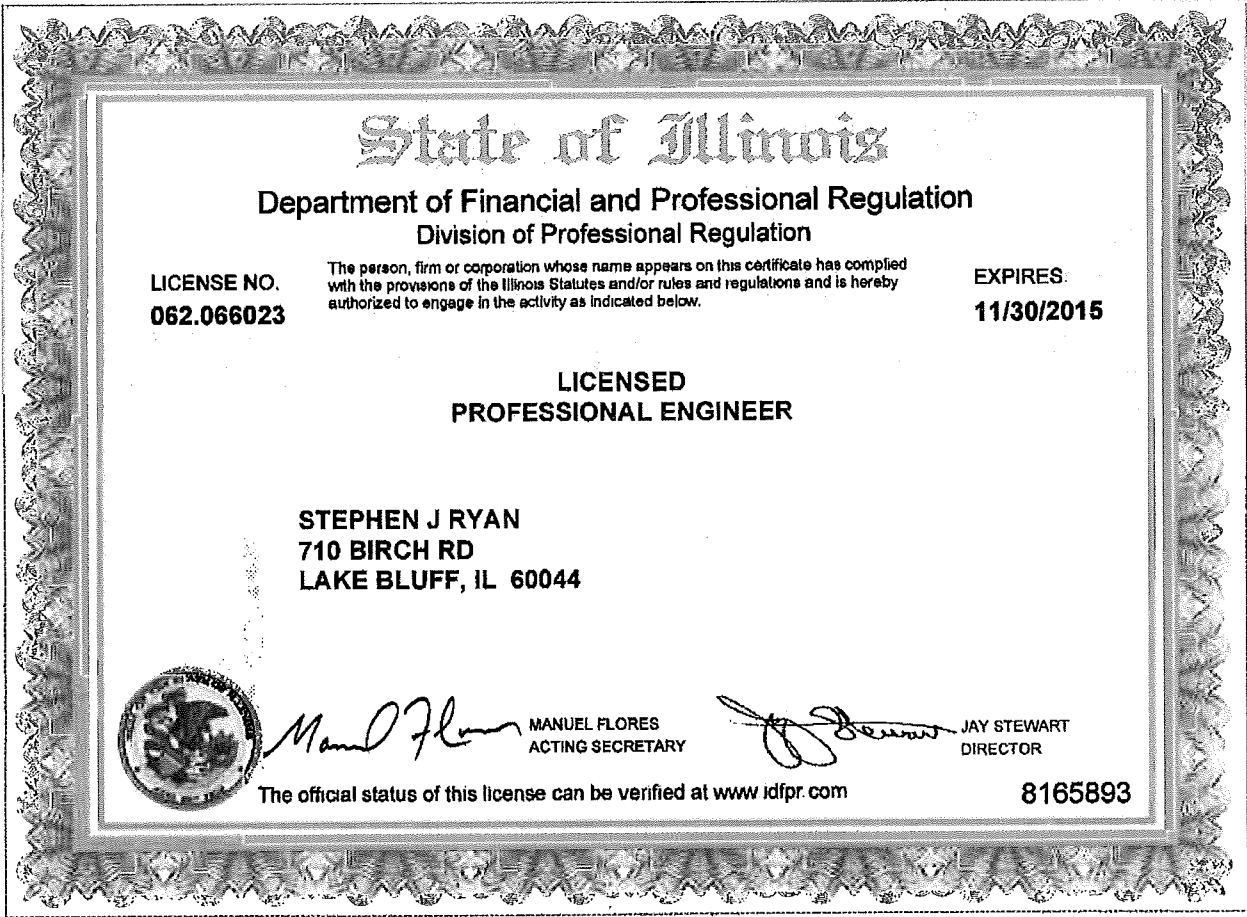 State of Illinois
Department of Financial and Professional Regulation
Division of Professional Regulation
LICENSE NO.
062.066023
The person, firm or corporation whose name appears on this certificate has complied
with the provisions of the Illinois Statutes and/or rules and regulations and is hereby
authorized to engage in the activity as indicated below.
EXPIRES:
11/30/2015
LICENSED
PROFESSIONAL ENGINEER
STEPHEN J RYAN
710 BIRCH RD
LAKE BLUFF, IL 60044
MANUEL FLORES
ACTING SECRETARY
JAY STEWART
DIRECTOR
The official status of this license can be verified at www.idfpr.com
8165893